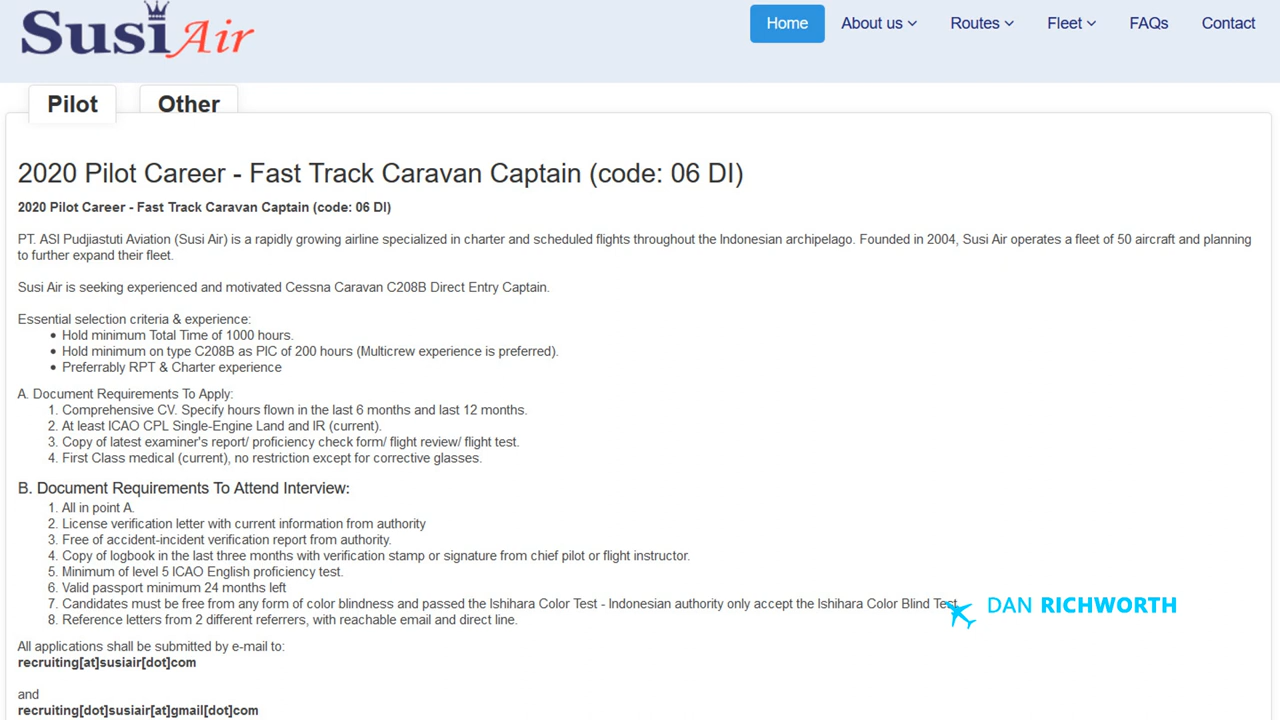 Susi Air
Home
About us
Routes
Fleet
FAQs
Contact
Pilot
Other
2020 Pilot Career - Fast Track Caravan Captain (code: 06 DI)
2020 Pilot Career - Fast Track Caravan Captain (code: 06 DI)
PT. ASI Pudjiastuti Aviation (Susi Air) is a rapidly growing airline specialized in charter and scheduled flights throughout the Indonesian archipelago. Founded in 2004, Susi Air operates a fleet of 50 aircraft and planning
to further expand their fleet.
Susi Air is seeking experienced and motivated Cessna Caravan C208B Direct Entry Captain.
Essential selection criteria & experience:
• Hold minimum Total Time of 1000 hours.
• Hold minimum on type C208B as PIC of 200 hours (Multicrew experience is preferred).
• Preferrably RPT & Charter experience
A. Document Requirements To Apply:
1. Comprehensive CV. Specify hours flown in the last 6 months and last 12 months.
2. At least ICAO CPL Single-Engine Land and IR (current).
3. Copy of latest examiner's report/ proficiency check form/ flight review/ flight test.
4. First Class medical (current), no restriction except for corrective glasses.
B. Document Requirements To Attend Interview:
1. All in point A.
2. License verification letter with current information from authority
3. Free of accident-incident verification report from authority.
4. Copy of logbook in the last three months with verification stamp or signature from chief pilot or flight instructor.
5. Minimum of level 5 ICAO English proficiency test.
6. Valid passport minimum 24 months left
7. Candidates must be free from any form of color blindness and passed the Ishihara Color Test - Indonesian authority only accept the Ishihara Color Blind Test.
8. Reference letters from 2 different referrers, with reachable email and direct line.
DAN RICHWORTH
All applications shall be submitted by e-mail to:
recruiting[at]susiair[dot]com
and
recruiting[dot]susiair[at]gmail[dot]com